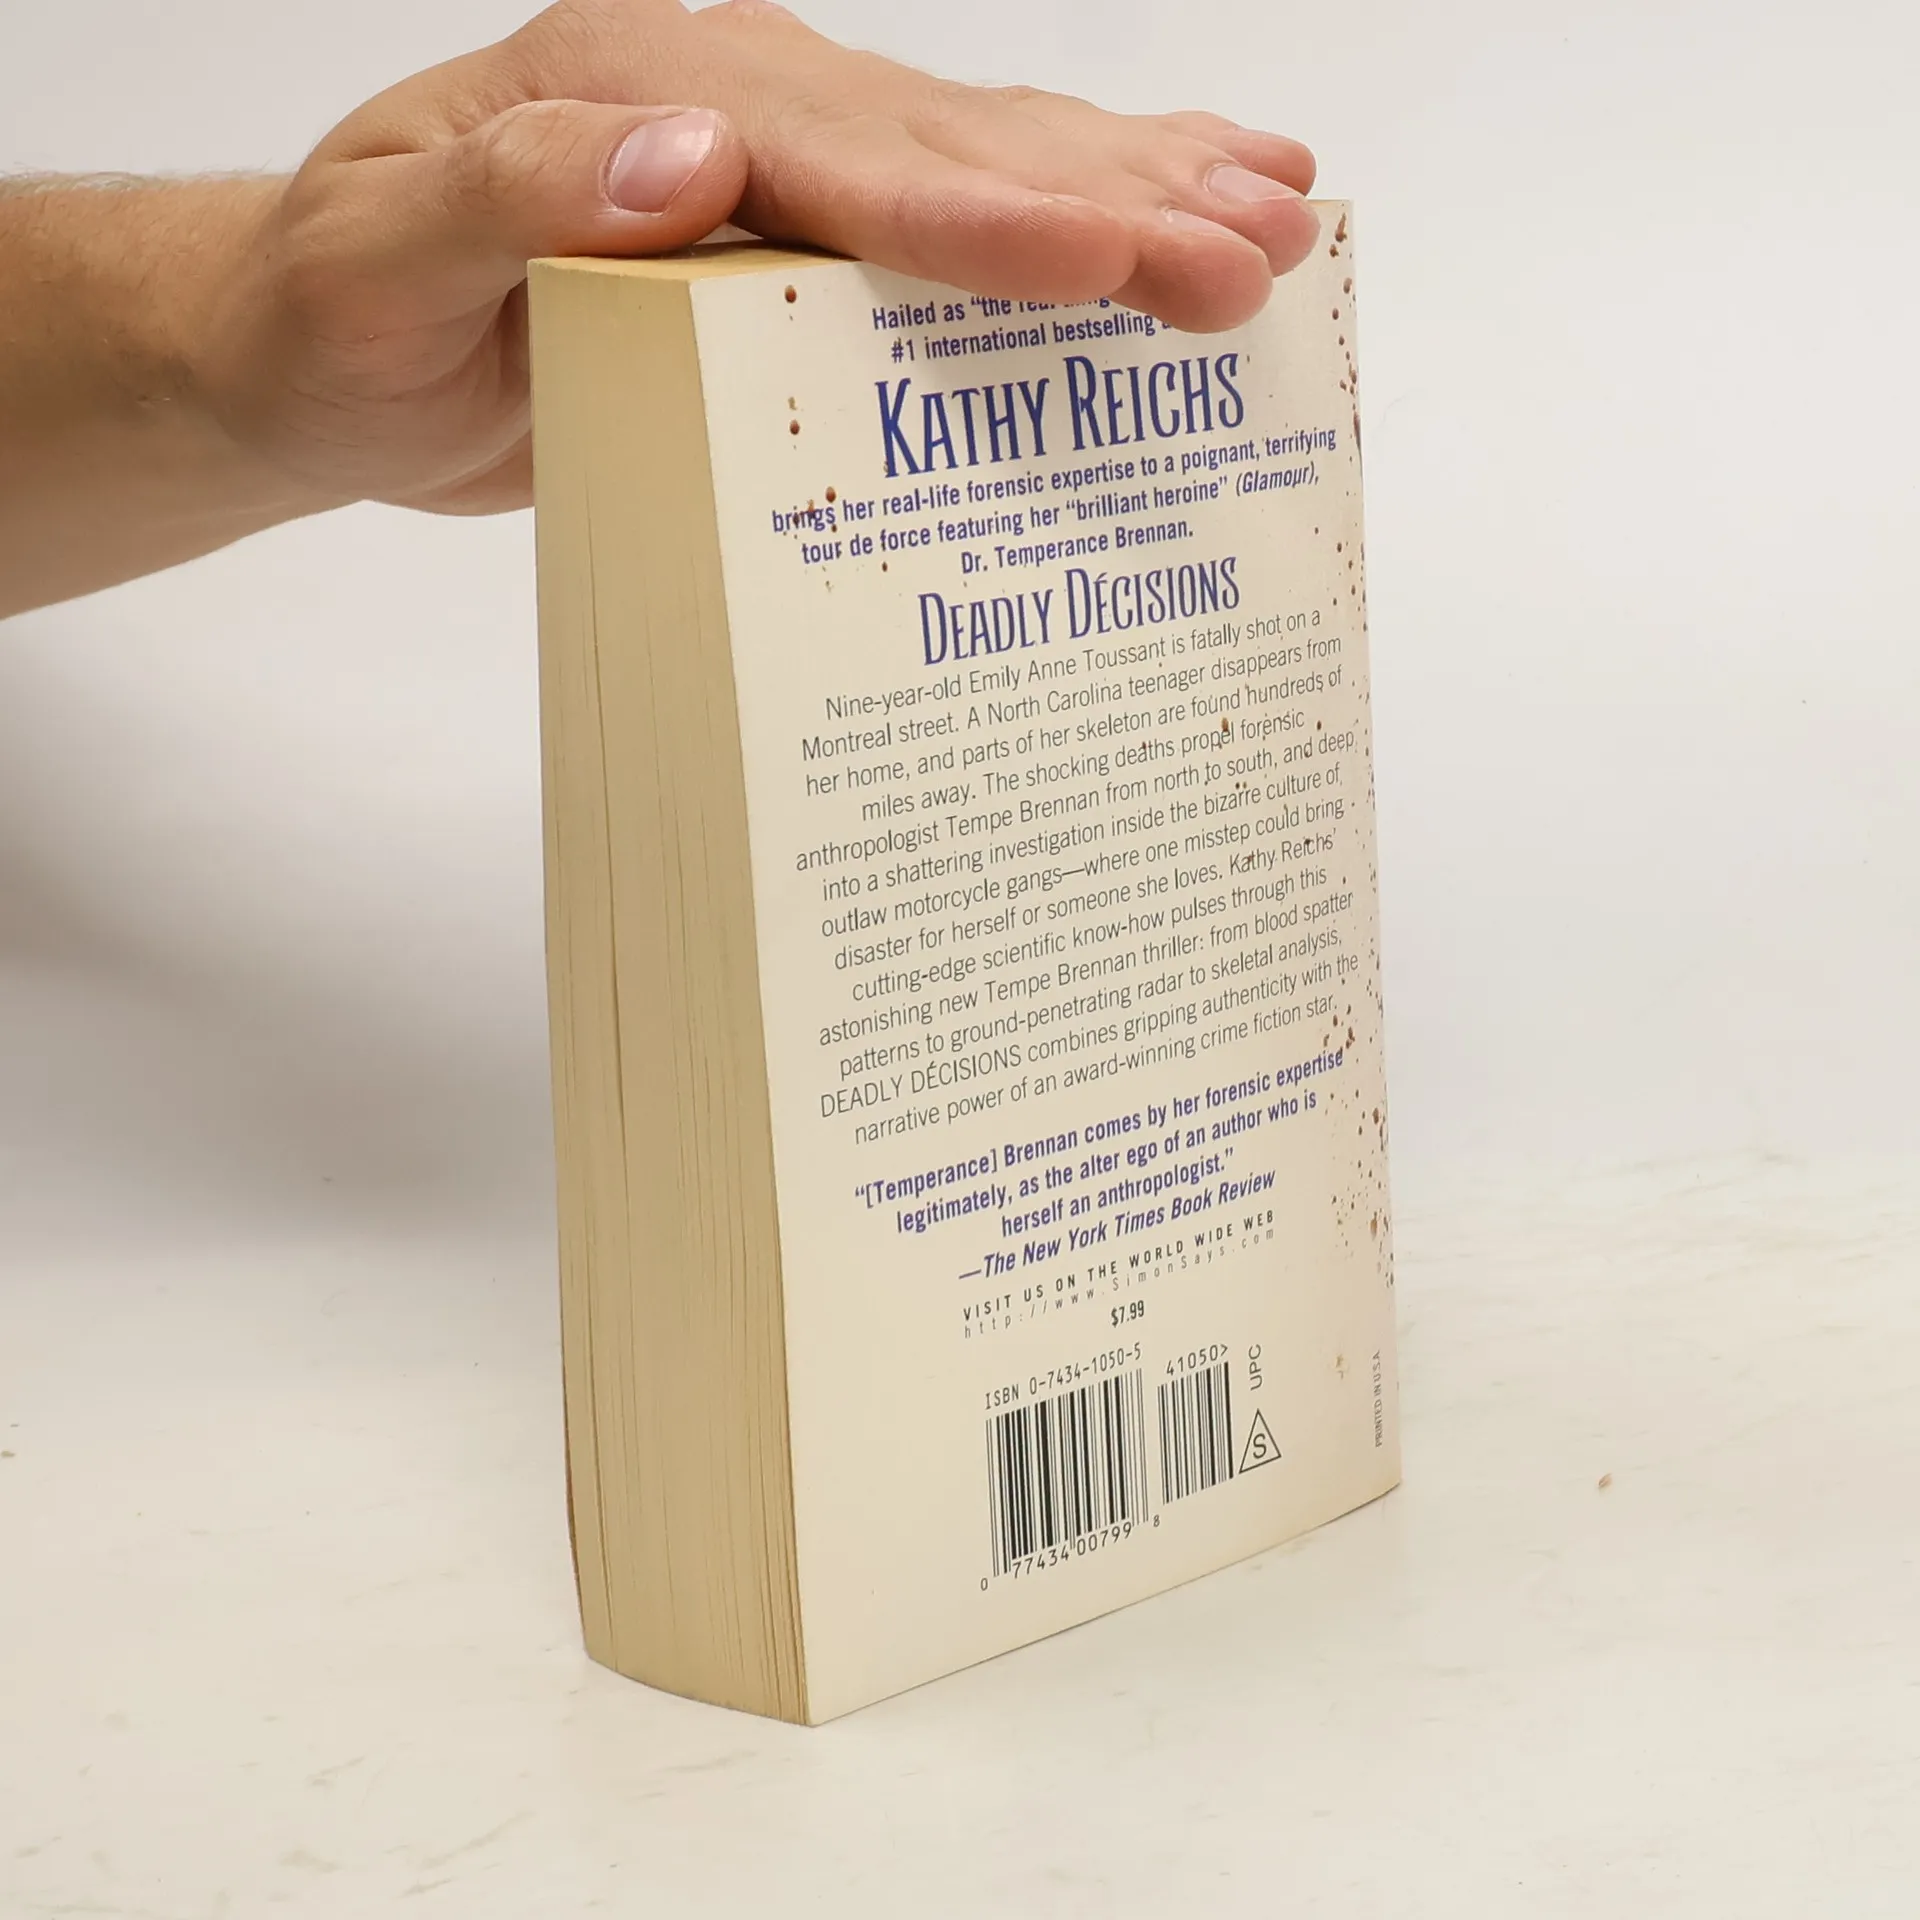 Hailed as "the
#1 international bestselling
KATHY REICHS
brings her real-life forensic expertise to a poignant, terrifying
tour de force featuring her "brilliant heroine" (Glamour),
Dr. Temperance Brennan.
DEADLY DÉCISIONS
Nine-year-old Emily Anne Toussant is fatally shot on a
Montreal street. A North Carolina teenager disappears from
her home, and parts of her skeleton are found hundreds of
miles away. The shocking deaths propel forensic
anthropologist Tempe Brennan from north to south, and deep
into a shattering investigation inside the bizarre culture of
outlaw motorcycle gangs—where one misstep could bring
disaster for herself or someone she loves. Kathy Reichs'
cutting-edge scientific know-how pulses through this
astonishing new Tempe Brennan thriller: from blood spatter
patterns to ground-penetrating radar to skeletal analysis,
DEADLY DÉCISIONS combines gripping authenticity with the
narrative power of an award-winning crime fiction star.
"[Temperance] Brennan comes by her forensic expertise
legitimately, as the alter ego of an author who is
herself an anthropologist."
—The New York Times Book Review
VISIT US ON THE WORLD WIDE WEB
http://www.SimonSays.com
$7.99
ISBN 0-7434-1050-5
41050>
UPC
S
0 77434 00799 8
PRINTED IN U.S.A.